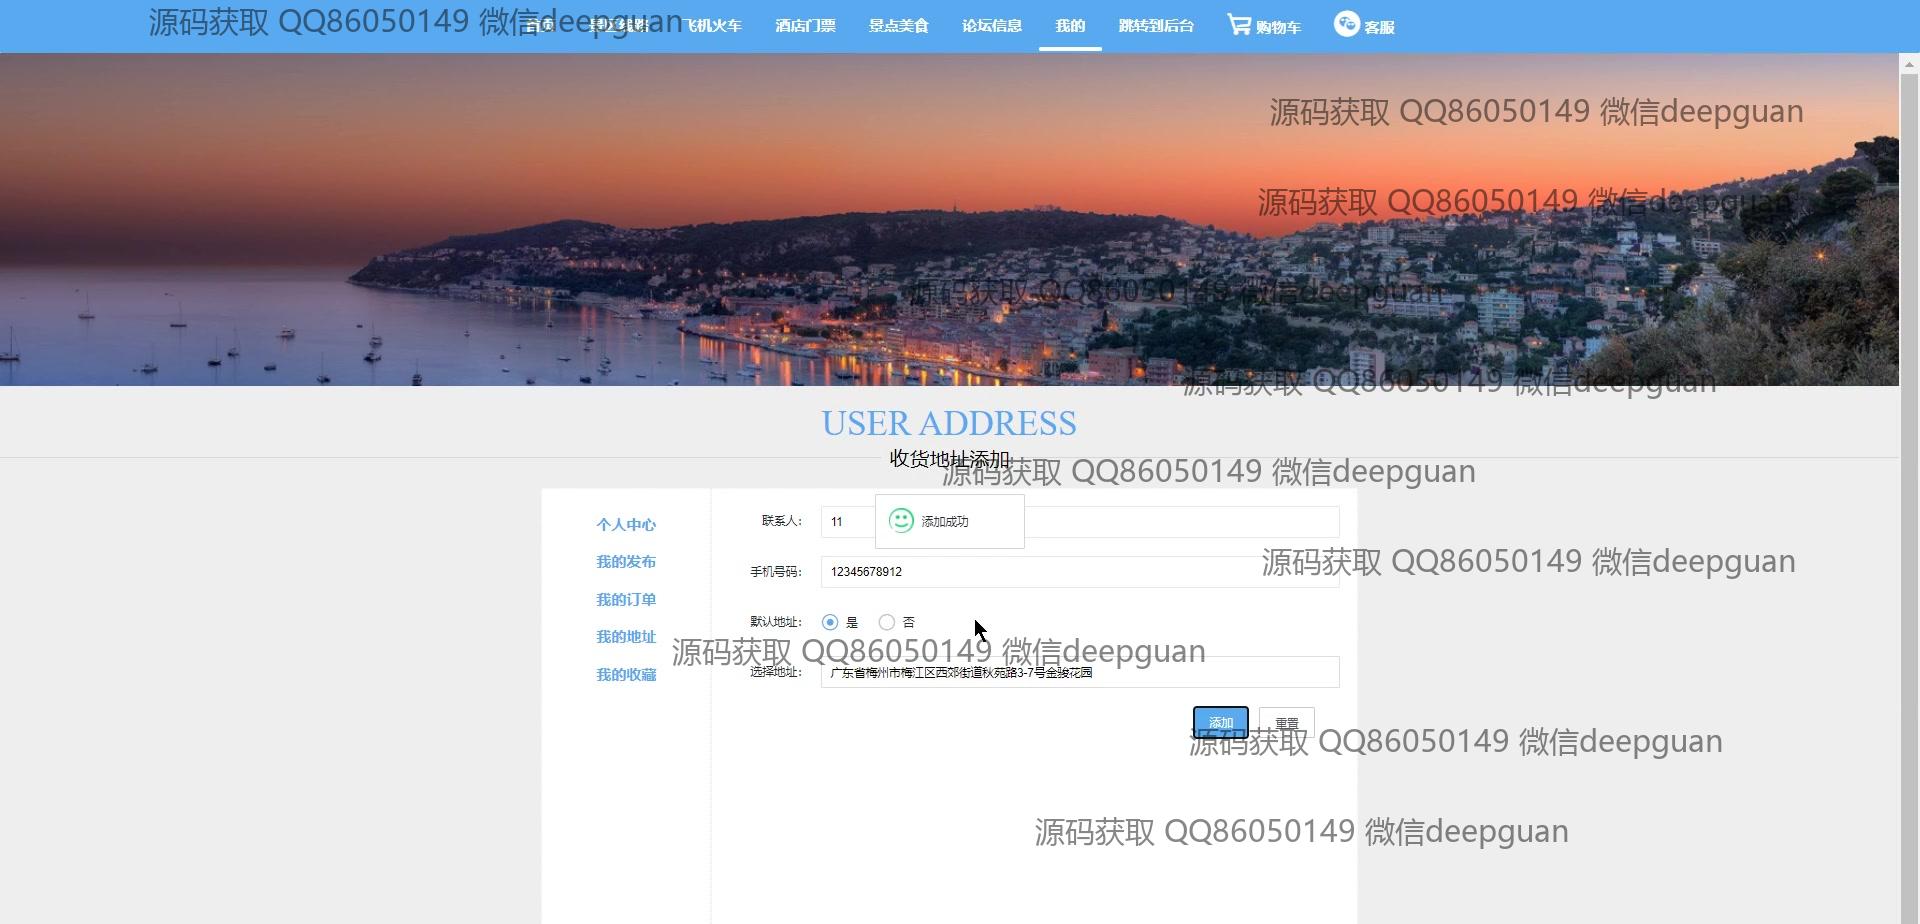 源码获取 QQ86050149 微信deepguan
首页 景区线路 飞机火车 酒店门票 景点美食 论坛信息 我的 跳转到后台 购物车 客服
源码获取 QQ86050149 微信deepguan
源码获取 QQ86050149 微信deepguan
源码获取 QQ86050149 微信deepguan
源码获取 QQ86050149 微信deepguan
USER ADDRESS
收货地址添加
源码获取 QQ86050149 微信deepguan
个人中心
我的发布
我的订单
我的地址
我的收藏
联系人: 11
添加成功
手机号码: 12345678912
源码获取 QQ86050149 微信deepguan
默认地址: 是 否
源码获取 QQ86050149 微信deepguan
选择地址: 广东省梅州市梅江区西郊街道秋苑路3-7号金骏花园
添加 重置
源码获取 QQ86050149 微信deepguan
源码获取 QQ86050149 微信deepguan